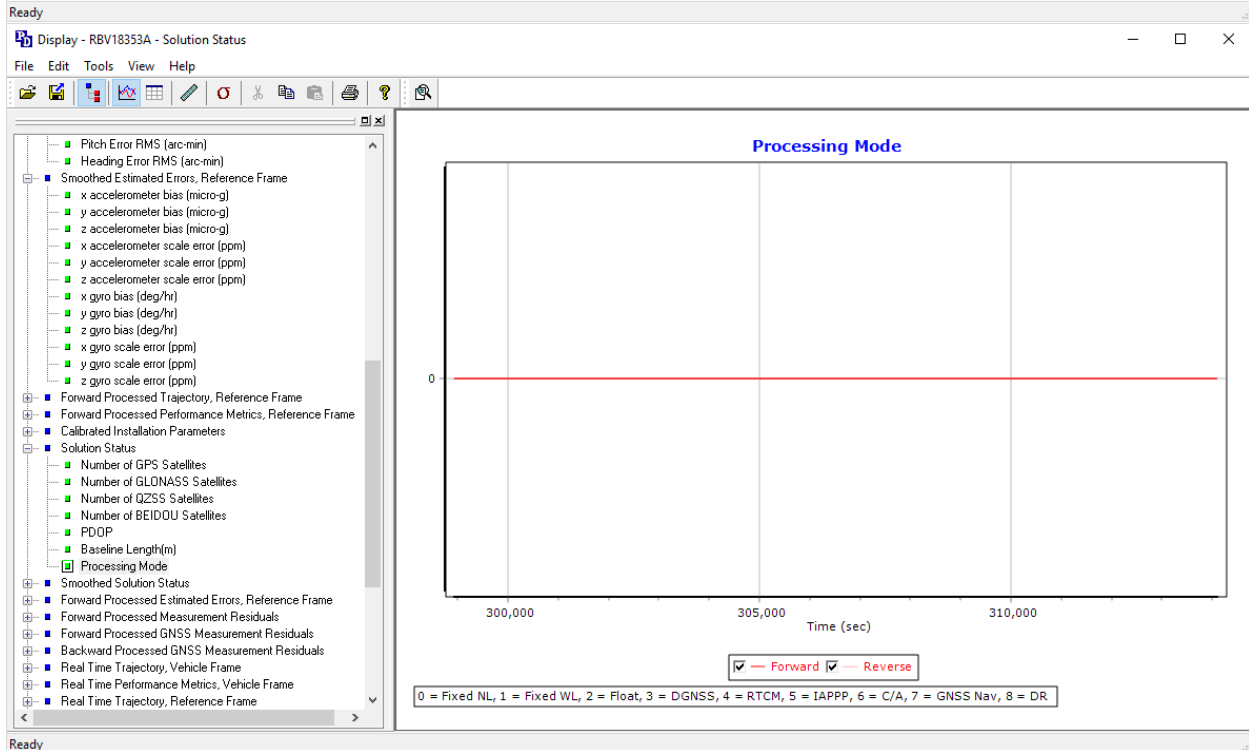 Ready
Display - RBV18353A - Solution Status
File Edit Tools View Help
Pitch Error RMS (arc-min)
Heading Error RMS (arc-min)
Smoothed Estimated Errors, Reference Frame
x accelerometer bias (micro-g)
y accelerometer bias (micro-g)
z accelerometer bias (micro-g)
x accelerometer scale error (ppm)
y accelerometer scale error (ppm)
z accelerometer scale error (ppm)
x gyro bias (deg/hr)
y gyro bias (deg/hr)
z gyro bias (deg/hr)
x gyro scale error (ppm)
y gyro scale error (ppm)
z gyro scale error (ppm)
Forward Processed Trajectory, Reference Frame
Forward Processed Performance Metrics, Reference Frame
Calibrated Installation Parameters
Solution Status
Number of GPS Satellites
Number of GLONASS Satellites
Number of QZSS Satellites
Number of BEIDOU Satellites
PDOP
Baseline Length(m)
Processing Mode
Smoothed Solution Status
Forward Processed Estimated Errors, Reference Frame
Forward Processed Measurement Residuals
Forward Processed GNSS Measurement Residuals
Backward Processed GNSS Measurement Residuals
Real Time Trajectory, Vehicle Frame
Real Time Performance Metrics, Vehicle Frame
Real Time Trajectory, Reference Frame
Processing Mode
0
300,000 305,000 310,000
Time (sec)
Forward Reverse
0 = Fixed NL, 1 = Fixed WL, 2 = Float, 3 = DGNSS, 4 = RTCM, 5 = IAPPP, 6 = C/A, 7 = GNSS Nav, 8 = DR
Ready